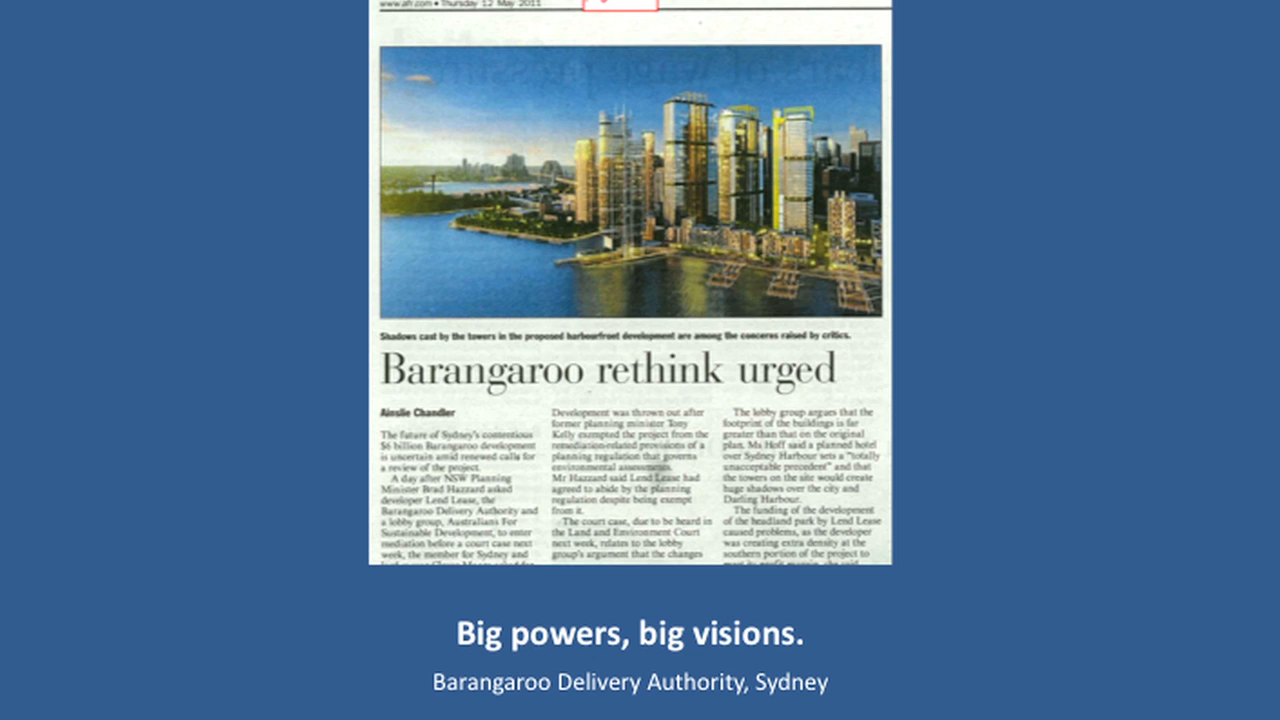 www.afr.com • Thursday 12 May 2011
Shadows cast by the towers in the proposed harbourfront development are among the concerns raised by critics.
Barangaroo rethink urged
Ainslie Chandler
The future of Sydney's contentious
$6 billion Barangaroo development
is uncertain amid renewed calls for
a review of the project.
A day after NSW Planning
Minister Brad Hazzard asked
developer Lend Lease, the
Barangaroo Delivery Authority and
a lobby group, Australians For
Sustainable Development, to enter
mediation before a court case next
week, the member for Sydney and
Development was thrown out after
former planning minister Tony
Kelly exempted the project from the
remediation-related provisions of a
planning regulation that governs
environmental assessments.
Mr Hazzard said Lend Lease had
agreed to abide by the planning
regulation despite being exempt
from it.
The court case, due to be heard in
the Land and Environment Court
next week, relates to the lobby
group's argument that the changes
The lobby group argues that the
footprint of the buildings is far
greater than that on the original
plan. Ms Hoff said a planned hotel
over Sydney Harbour sets a "totally
unacceptable precedent" and that
the towers on the site would create
huge shadows over the city and
Darling Harbour.
The funding of the development
of the headland park by Lend Lease
caused problems, as the developer
was creating extra density at the
southern portion of the project to
Big powers, big visions.
Barangaroo Delivery Authority, Sydney